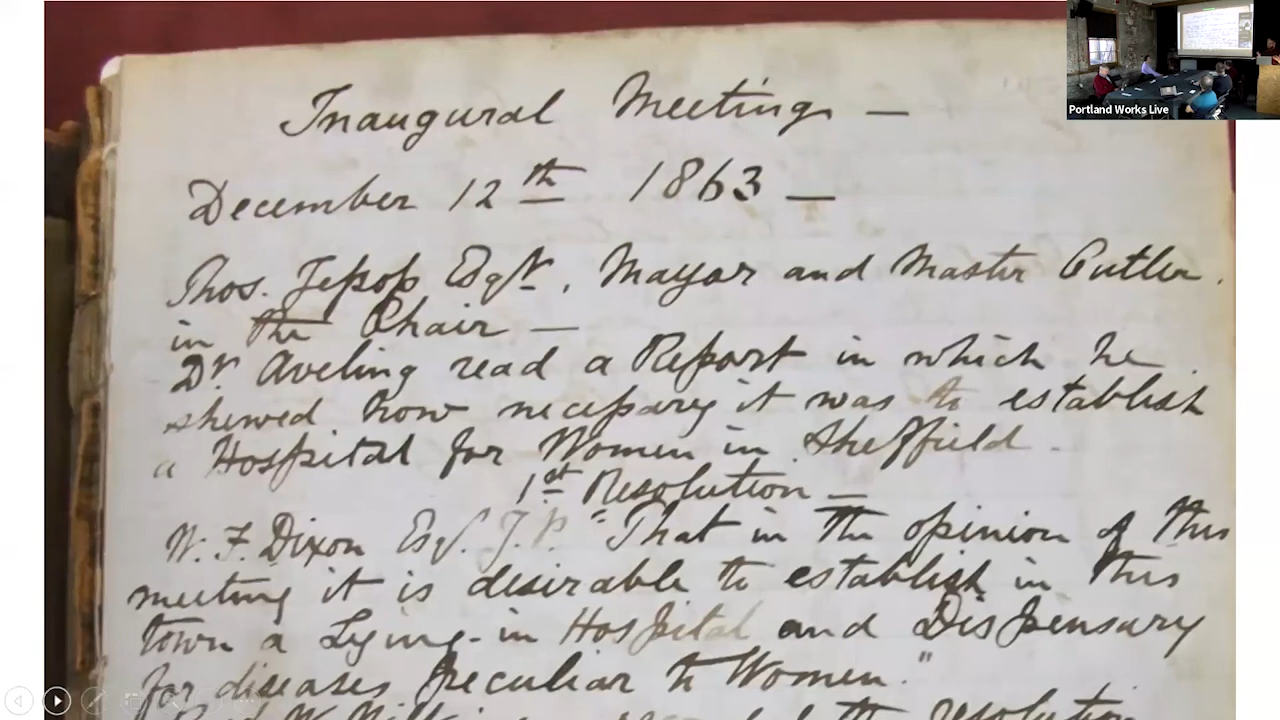 Inaugural Meeting —
December 12th 1863 —
Thos. Jessop Esqr. Mayor and Master Cutler.
in the Chair —
Dr. Aveling read a Report in which he
shewed how necessary it was to establish
a Hospital for Women in Sheffield.
1st Resolution —
W. F. Dixon Esq. J.P. "That in the opinion of this
meeting it is desirable to establish in this
town a Lying-in Hospital and Dispensary
for diseases peculiar to Women."
the resolution
Portland Works Live